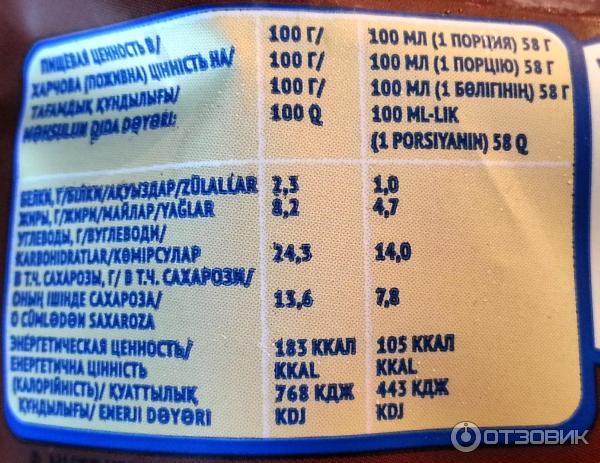 ПИЩЕВАЯ ЦЕННОСТЬ В/ 100 Г/ 100 МЛ (1 ПОРЦИЯ) 58 Г
ХАРЧОВА (ПОЖИВНА) ЦІННІСТЬ НА/ 100 Г/ 100 МЛ (1 ПОРЦІЮ) 58 Г
ТАҒАМДЫҚ ҚҰНДЫЛЫҒЫ/ 100 Г/ 100 МЛ (1 БӨЛІГІНІҢ) 58 Г
MƏHSULUN QIDA DƏYƏRI: 100 Q 100 ML-LIK
(1 PORSIYANIN) 58 Q
БЕЛКИ, Г/БІЛКИ/АҚУЫЗДАР/ZÜLALLAR 2,3 1,0
ЖИРЫ, Г/ЖИРИ/МАЙЛАР/YAĞLAR 8,2 4,7
УГЛЕВОДЫ, Г/ВУГЛЕВОДИ/
KARBOHIDRATLAR/КӨМІРСУЛАР 24,3 14,0
В Т.Ч. САХАРОЗЫ, Г/ В Т.Ч. САХАРОЗИ/
ОНЫҢ ІШІНДЕ САХАРОЗА/ 13,6 7,8
O CÜMLƏDƏN SAXAROZA
ЭНЕРГЕТИЧЕСКАЯ ЦЕННОСТЬ/ 183 ККАЛ 105 ККАЛ
ЕНЕРГЕТИЧНА ЦІННІСТЬ KKAL KKAL
(КАЛОРІЙНІСТЬ)/ ҚУАТТЫЛЫҚ 768 КДЖ 443 КДЖ
ҚҰНДЫЛЫҒЫ/ ENERJI DƏYƏRI KDJ KDJ
ОТЗОВИК